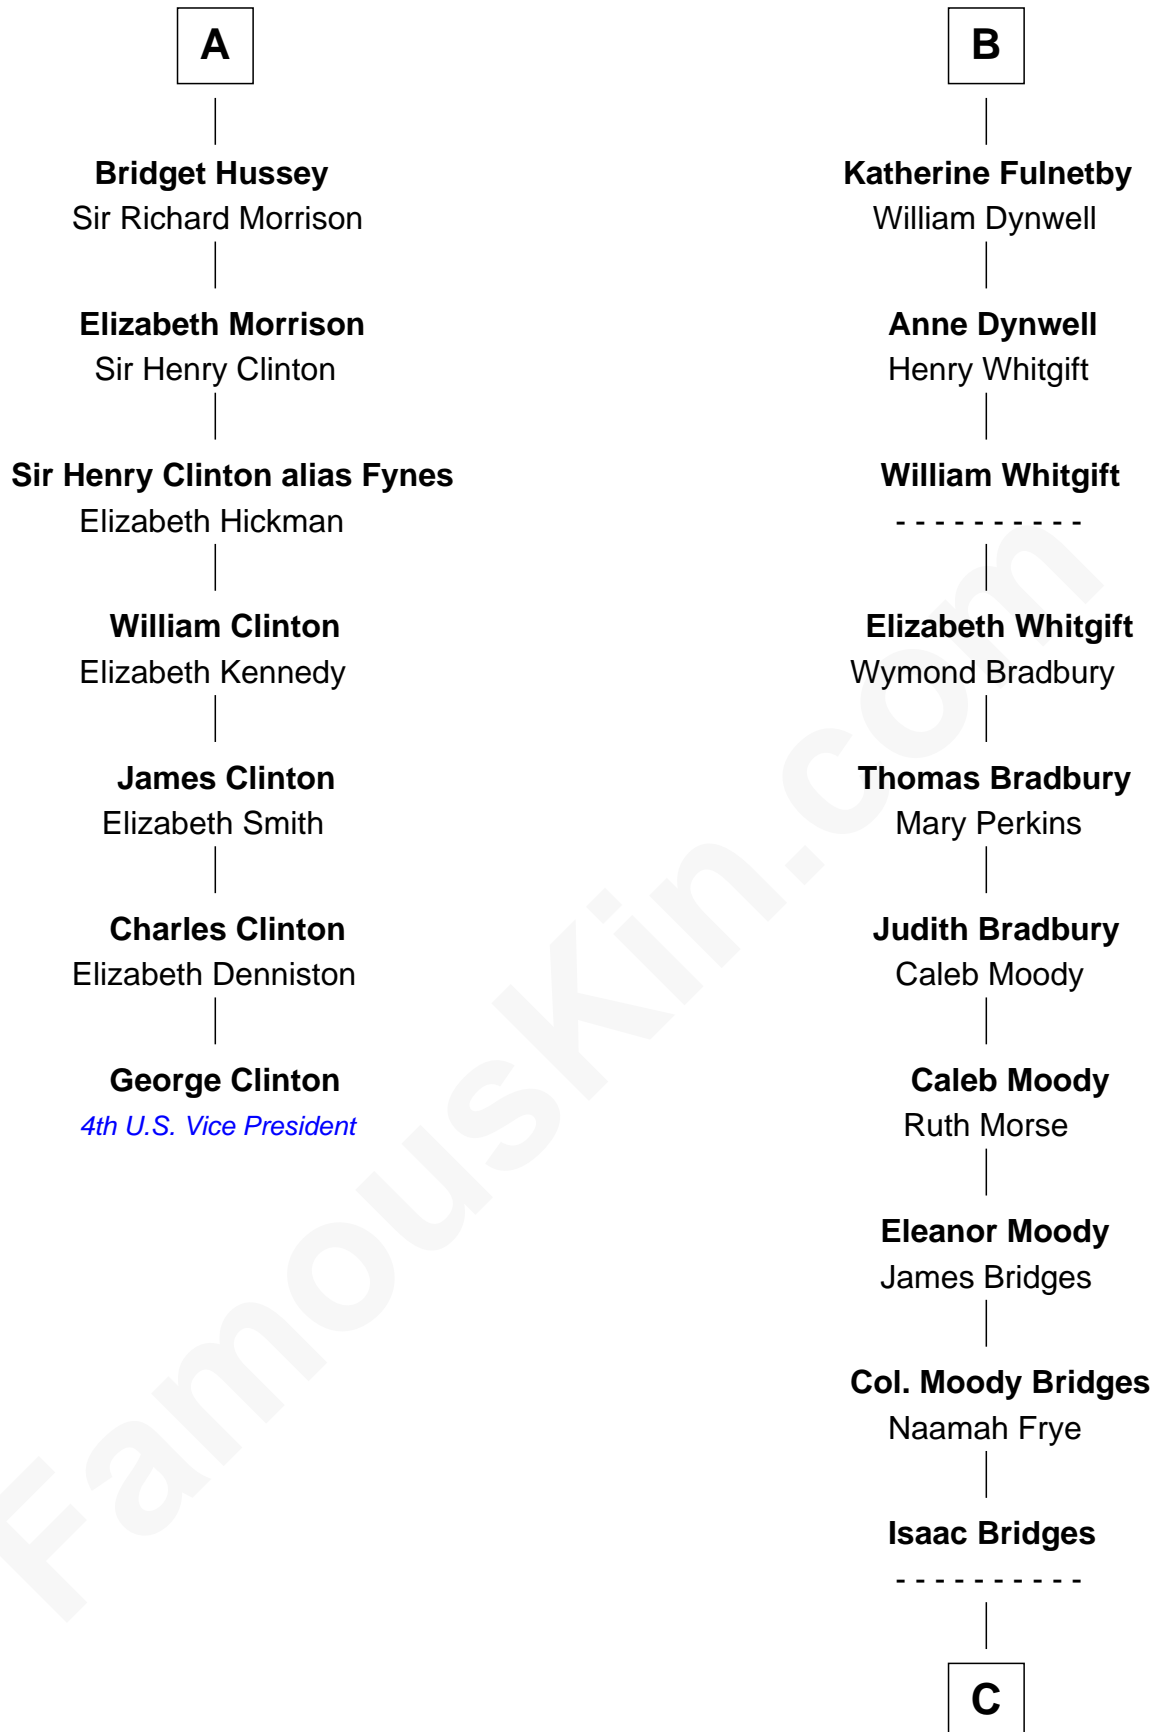 A
Bridget Hussey
Sir Richard Morrison
Elizabeth Morrison
Sir Henry Clinton
Sir Henry Clinton alias Fynes
Elizabeth Hickman
William Clinton
Elizabeth Kennedy
James Clinton
Elizabeth Smith
Charles Clinton
Elizabeth Denniston
George Clinton
4th U.S. Vice President
B
Katherine Fulnetby
William Dynwell
Anne Dynwell
Henry Whitgift
William Whitgift
- - - - - - - - - -
Elizabeth Whitgift
Wymond Bradbury
Thomas Bradbury
Mary Perkins
Judith Bradbury
Caleb Moody
Caleb Moody
Ruth Morse
Eleanor Moody
James Bridges
Col. Moody Bridges
Naamah Frye
Isaac Bridges
- - - - - - - - - -
C
FamousKin.com